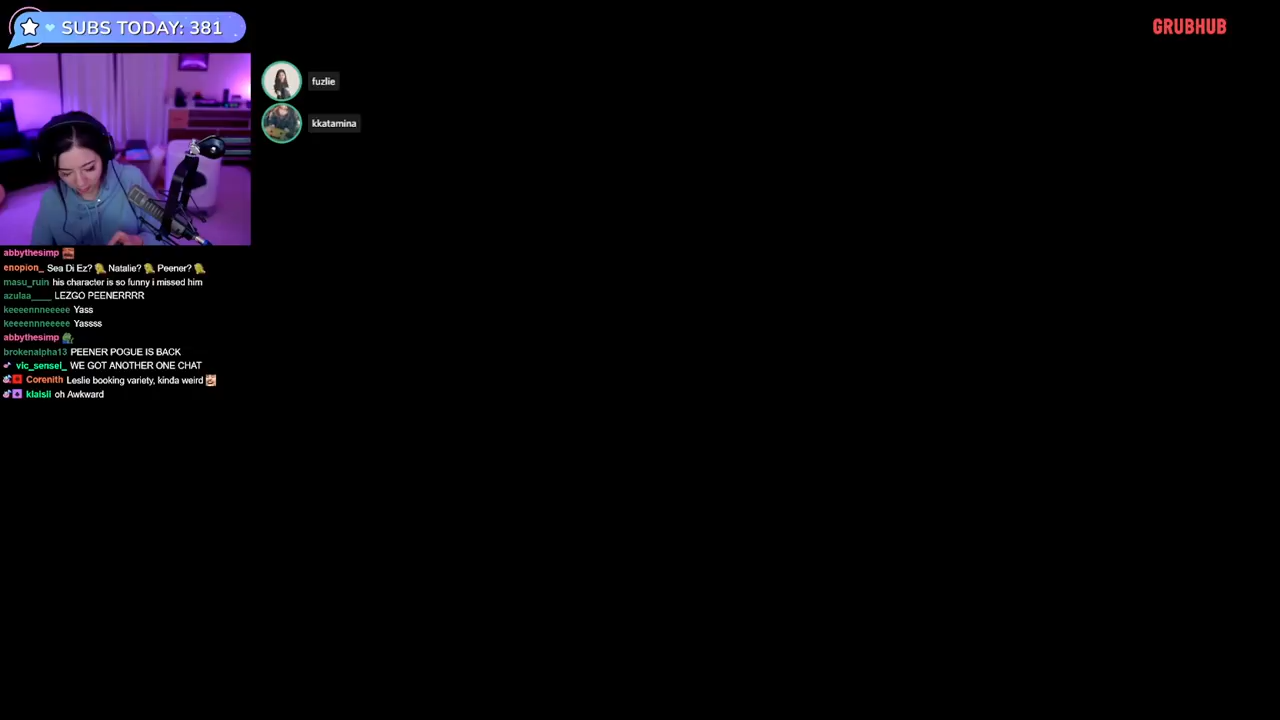 SUBS TODAY: 381
GRUBHUB
fuzlie
kkatamina
abbythesimp
enopion_ Sea Di Ez? Natalie? Peener?
masu_ruin his character is so funny i missed him
azulaa____ LEZGO PEENERRRR
keeeennneeeee Yass
keeeennneeeee Yassss
abbythesimp
brokenalpha13 PEENER POGUE IS BACK
vic_sensei_ WE GOT ANOTHER ONE CHAT
Corenith Leslie booking variety, kinda weird
klaisii oh Awkward